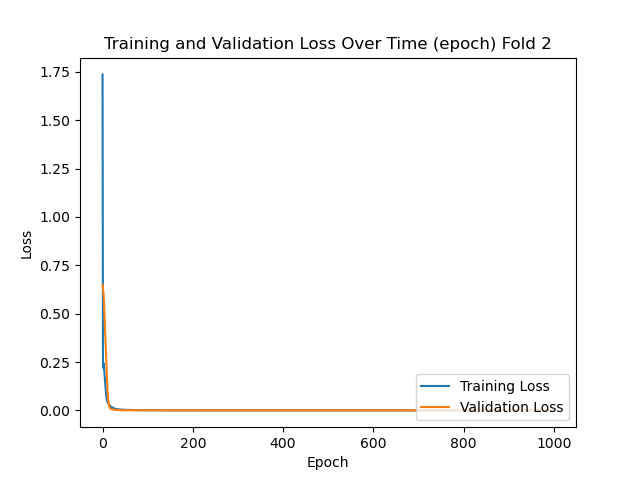 Training and Validation Loss Over Time (epoch) Fold 2
1.75
1.50
1.25
1.00
0.75
0.50
0.25
0.00
Loss
Training Loss
Validation Loss
0 200 400 600 800 1000
Epoch